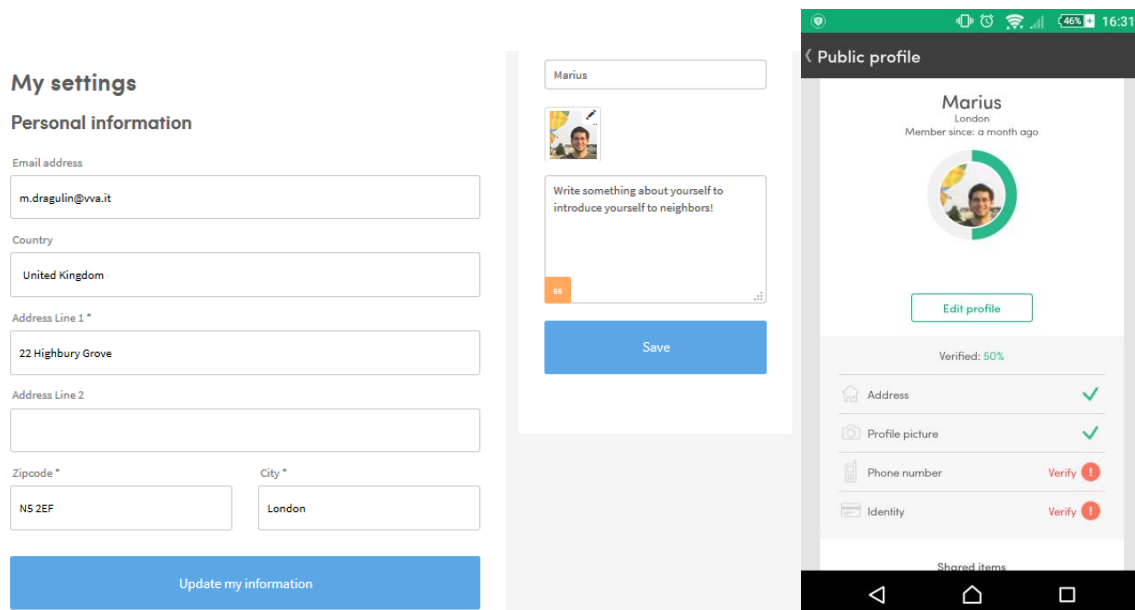 My settings
Personal information
Email address
m.dragulin@vva.it
Country
United Kingdom
Address Line 1 *
22 Highbury Grove
Address Line 2
Zipcode *
City *
N5 2EF
London
Update my information
Marius
Write something about yourself to
introduce yourself to neighbors!
66
Save
46%
16:31
Public profile
Marius
London
Member since: a month ago
Edit profile
Verified: 50%
Address
Profile picture
Phone number
Verify !
Identity
Verify !
Shared items